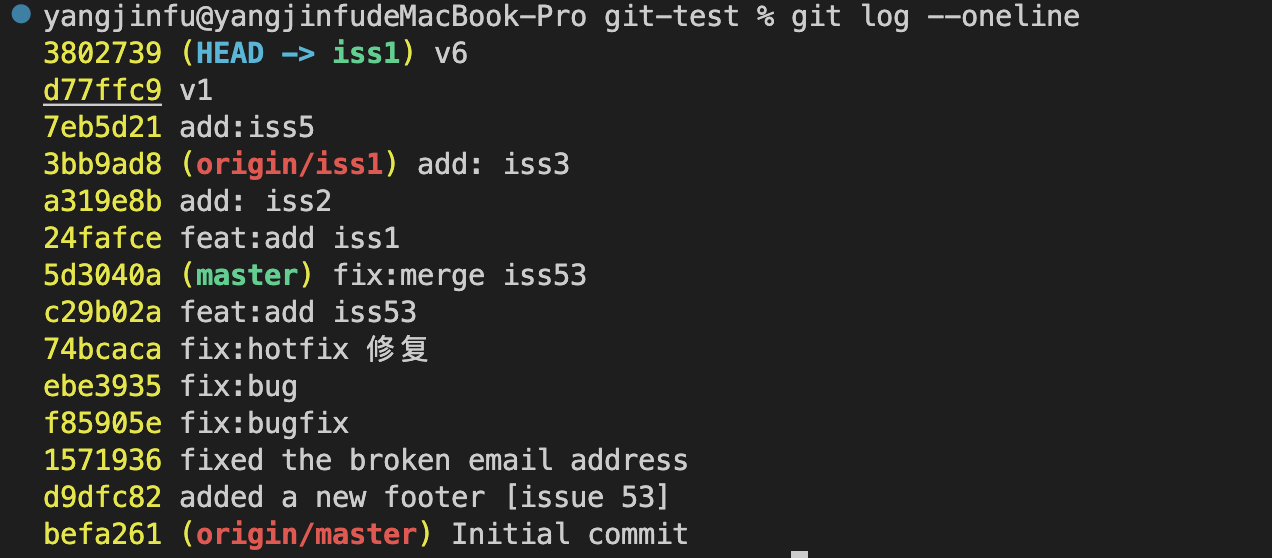 yangjinfu@yangjinfudeMacBook-Pro git-test % git log --oneline
3802739 (HEAD -> iss1) v6
d77ffc9 v1
7eb5d21 add:iss5
3bb9ad8 (origin/iss1) add: iss3
a319e8b add: iss2
24fafce feat:add iss1
5d3040a (master) fix:merge iss53
c29b02a feat:add iss53
74bcaca fix:hotfix 修复
ebe3935 fix:bug
f85905e fix:bugfix
1571936 fixed the broken email address
d9dfc82 added a new footer [issue 53]
befa261 (origin/master) Initial commit